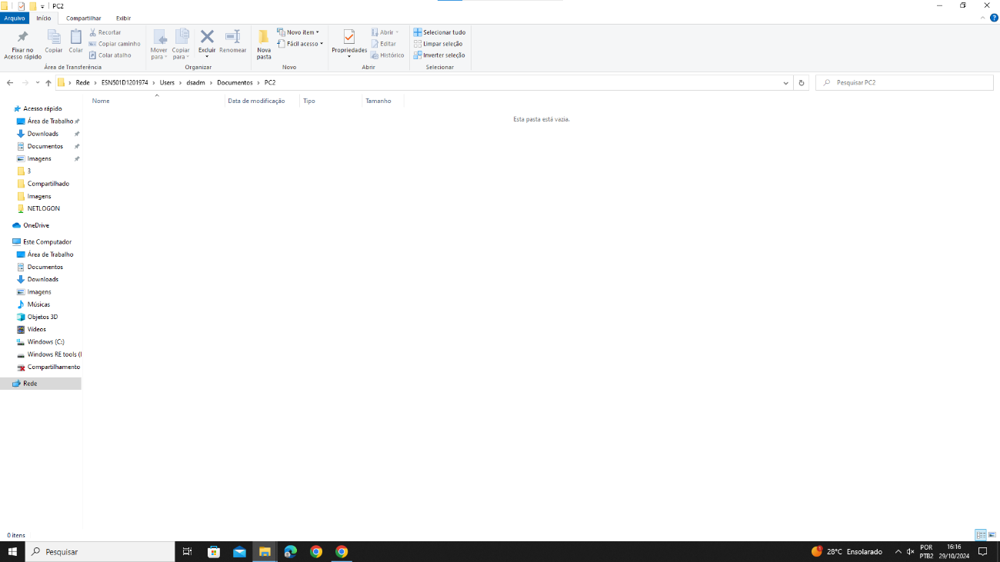 PC2
Arquivo Início Compartilhar Exibir
Fixar no Acesso rápido
Copiar
Colar
Recortar
Copiar caminho
Colar atalho
Área de Transferência
Mover para
Copiar para
Excluir
Renomear
Organizar
Nova pasta
Novo item
Fácil acesso
Novo
Propriedades
Abrir
Editar
Histórico
Abrir
Selecionar tudo
Limpar seleção
Inverter seleção
Selecionar
Rede > ESN501D1201974 > Users > dsadm > Documentos > PC2
Pesquisar PC2
Nome Data de modificação Tipo Tamanho
Esta pasta está vazia.
Acesso rápido
Área de Trabalho
Downloads
Documentos
Imagens
3
Compartilhado
Imagens
NETLOGON
OneDrive
Este Computador
Área de Trabalho
Documentos
Downloads
Imagens
Músicas
Objetos 3D
Vídeos
Windows (C:)
Windows RE tools (
Compartilhamento
Rede
0 itens
Pesquisar
28°C Ensolarado
POR
PTB2
16:16
29/10/2024